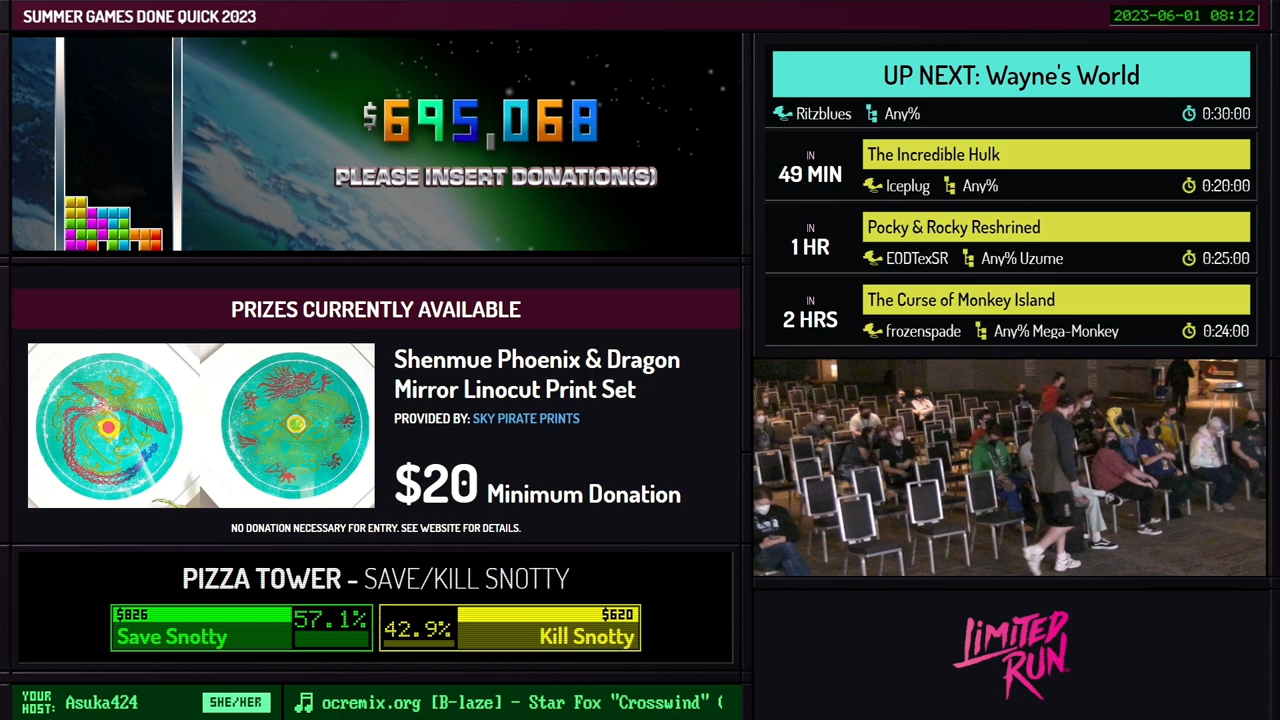 SUMMER GAMES DONE QUICK 2023
2023-06-01 08:12
$695,068
PLEASE INSERT DONATION(S)
UP NEXT: Wayne's World
Ritzblues Any% 0:30:00
IN
49 MIN
The Incredible Hulk
Iceplug Any% 0:20:00
IN
1 HR
Pocky & Rocky Reshrined
EODTexSR Any% Uzume 0:25:00
IN
2 HRS
The Curse of Monkey Island
frozenspade Any% Mega-Monkey 0:24:00
PRIZES CURRENTLY AVAILABLE
Shenmue Phoenix & Dragon
Mirror Linocut Print Set
PROVIDED BY: SKY PIRATE PRINTS
$20 Minimum Donation
NO DONATION NECESSARY FOR ENTRY. SEE WEBSITE FOR DETAILS.
PIZZA TOWER - SAVE/KILL SNOTTY
$826
Save Snotty
57.1%
42.9%
$620
Kill Snotty
LIMITED
RUN
YOUR
HOST: Asuka424 SHE/HER
ocremix.org [B-laze] - Star Fox "Crosswind" (